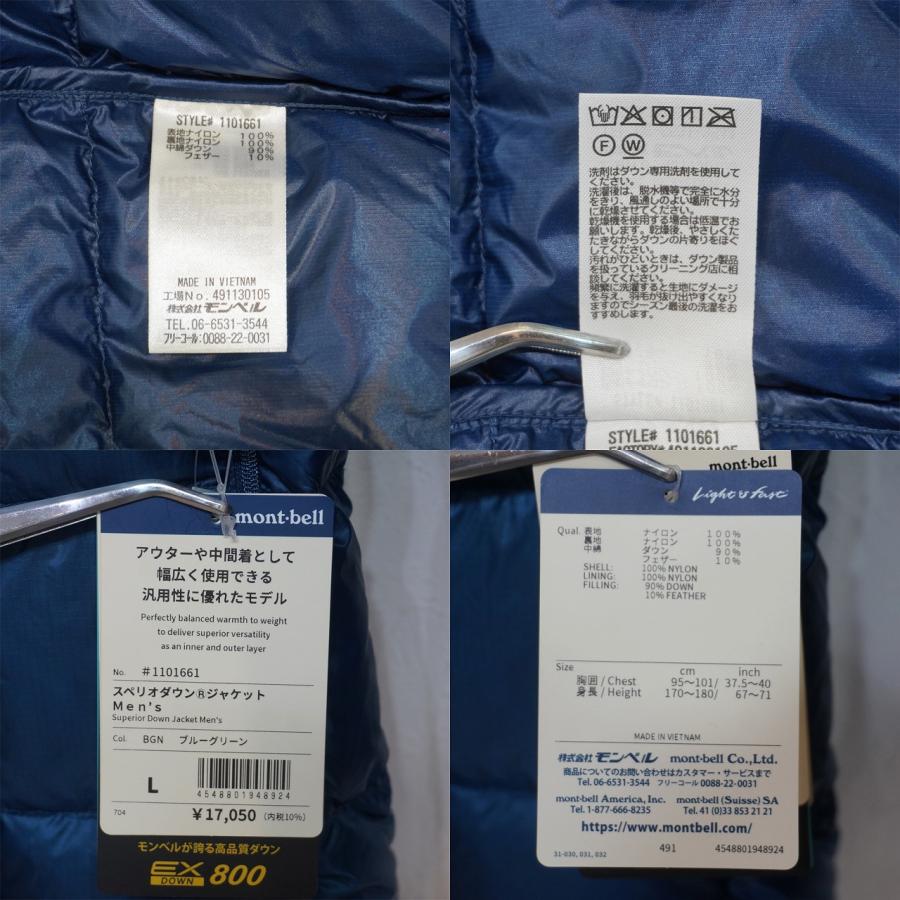 STYLE# 1101661
表地ナイロン 100%
裏地ナイロン 100%
中綿ダウン 90%
フェザー 10%
MADE IN VIETNAM
工場No. 491130105
株式会社モンベル
TEL.06-6531-3544
フリーコール:0088-22-0031
F W
洗剤はダウン専用洗剤を使用して
ください。
洗濯後は、脱水機等で完全に水分
をきり、風通しのよい場所で十分
に乾燥させてください。
乾燥機を使用する場合は低温でお
願いします。乾燥後、やさしくた
たきながらダウンの片寄りをほぐ
してください。
汚れがひどいときは、ダウン製品
を扱っているクリーニング店に相
談してください。
頻繁に洗濯すると生地にダメージ
を与え、羽毛が抜け出やすくなり
ますのでシーズン最後の洗濯をお
すすめします。
STYLE# 1101661
mont-bell
アウターや中間着として
幅広く使用できる
汎用性に優れたモデル
Perfectly balanced warmth to weight
to deliver superior versatility
as an inner and outer layer
No. #1101661
スペリオダウン®ジャケット
Men's
Superior Down Jacket Men's
Col. BGN ブルーグリーン
L
4548801948924
704 ¥17,050 (内税10%)
モンベルが誇る高品質ダウン
EX DOWN 800
mont-bell
Light & Fast
Qual. 表地 ナイロン 100%
裏地 ナイロン 100%
中綿 ダウン 90%
フェザー 10%
SHELL: 100% NYLON
LINING: 100% NYLON
FILLING: 90% DOWN
10% FEATHER
Size cm inch
胸囲 / Chest 95〜101/ 37.5〜40
身長 / Height 170〜180/ 67〜71
MADE IN VIETNAM
株式会社 モンベル mont-bell Co.,Ltd.
商品についてのお問い合わせはカスタマー・サービスまで
Tel. 06-6531-3544 フリーコール 0088-22-0031
mont-bell America, Inc. mont-bell (Suisse) SA
Tel. 1-877-666-8235 Tel. 41 (0)33 853 21 21
https://www.montbell.com/
31-030, 031, 032 491 4548801948924